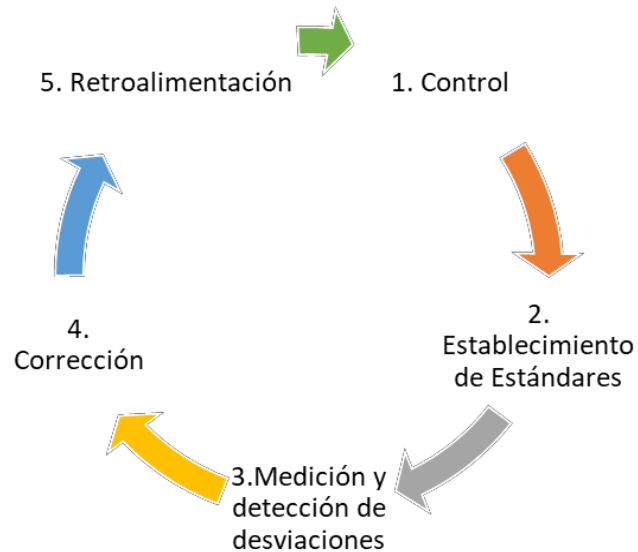 5. Retroalimentación
1. Control
2.
Establecimiento
de Estándares
3.Medición y
detección de
desviaciones
4.
Corrección